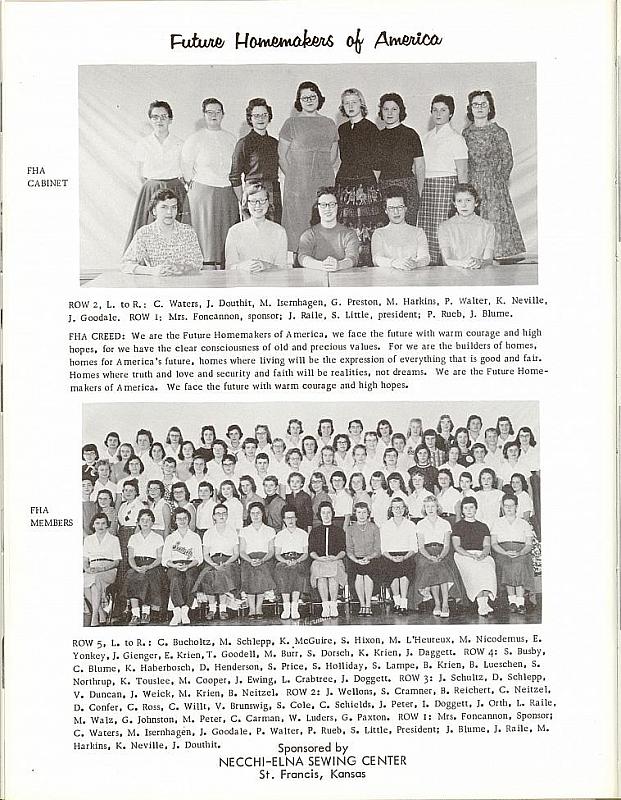 Future Homemakers of America
FHA
CABINET
ROW 2, L. to R.: C. Waters, J. Douthit, M. Isernhagen, G. Preston, M. Harkins, P. Walter, K. Neville,
J. Goodale. ROW 1; Mrs. Foncannon, sponsor; J. Raile, S. Little, president; P. Rueb, J. Blume.
FHA CREED: We are the Future Homemakers of America, we face the future with warm courage and high
hopes, for we have the clear consciousness of old and precious values. For we are the builders of homes,
homes for America's future, homes where living will be the expression of everything that is good and fair.
Homes where truth and love and security and faith will be realities, not dreams. We are the Future Home-
makers of America. We face the future with warm courage and high hopes.
FHA
MEMBERS
ROW 5, L. to R.: C. Bucholtz, M. Schlepp, K. McGuire, S. Hixon, M. L'Heureux, M. Nicodemus, E.
Yonkey, J. Gienger, E. Krien, T. Goodell, M. Burr, S. Dorsch, K. Krien, J. Daggett. ROW 4: S. Busby,
C. Blume, K. Haberbosch, D. Henderson, S. Price, S. Holliday, S. Lampe, B. Krien, B. Lueschen, S.
Northrup, K. Touslee, M. Cooper, J. Ewing, L. Crabtree, J. Doggett. ROW 3: J. Schultz, D. Schlepp,
V. Duncan, J. Weick, M. Krien, B. Neitzel. ROW 2: J. Wellons, S. Cramner, B. Reichert, C. Neitzel,
D. Confer, C. Ross, C. Willt, V. Brunswig, S. Cole, C. Schields, J. Peter, I. Doggett, J. Orth, L. Raile,
M. Walz, G. Johnston, M. Peter, C. Carman, W. Luders, G. Paxton. ROW 1: Mrs. Foncannon, Sponsor;
C. Waters, M. Isernhagen, J. Goodale, P. Walter, P. Rueb, S. Little, President; J. Blume, J. Raile, M.
Harkins, K. Neville, J. Douthit.
Sponsored by
NECCHI-ELNA SEWING CENTER
St. Francis, Kansas